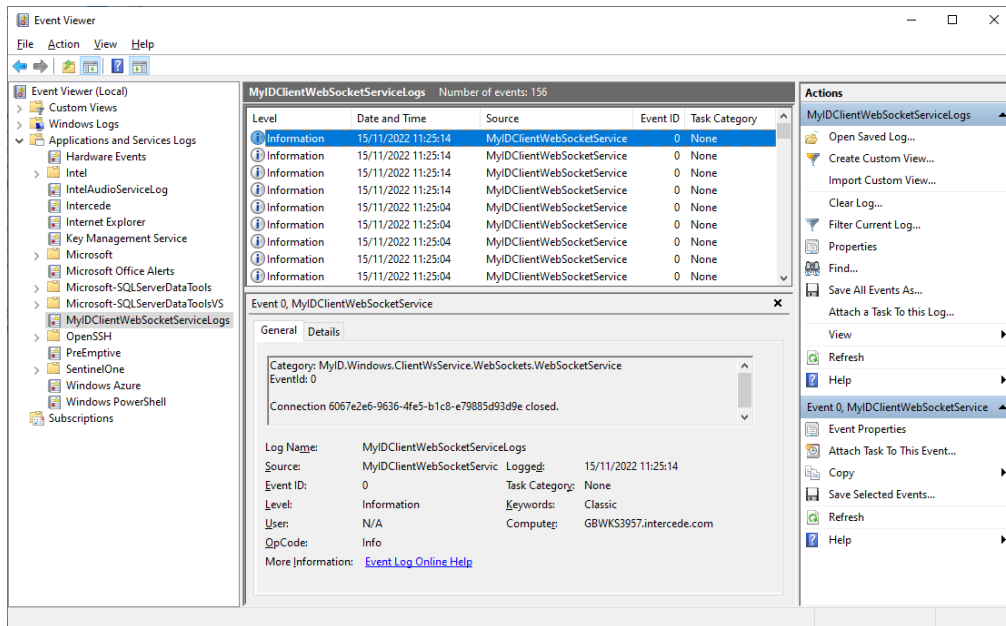 Event Viewer
File Action View Help
Event Viewer (Local)
Custom Views
Windows Logs
Applications and Services Logs
Hardware Events
Intel
IntelAudioServiceLog
Intercede
Internet Explorer
Key Management Service
Microsoft
Microsoft Office Alerts
Microsoft-SQLServerDataTools
Microsoft-SQLServerDataToolsVS
MyIDClientWebSocketServiceLogs
OpenSSH
PreEmptive
SentinelOne
Windows Azure
Windows PowerShell
Subscriptions
MyIDClientWebSocketServiceLogs Number of events: 156
Level Date and Time Source Event ID Task Category
Information 15/11/2022 11:25:14 MyIDClientWebSocketService 0 None
Information 15/11/2022 11:25:14 MyIDClientWebSocketService 0 None
Information 15/11/2022 11:25:14 MyIDClientWebSocketService 0 None
Information 15/11/2022 11:25:14 MyIDClientWebSocketService 0 None
Information 15/11/2022 11:25:04 MyIDClientWebSocketService 0 None
Information 15/11/2022 11:25:04 MyIDClientWebSocketService 0 None
Information 15/11/2022 11:25:04 MyIDClientWebSocketService 0 None
Information 15/11/2022 11:25:04 MyIDClientWebSocketService 0 None
Information 15/11/2022 11:25:04 MyIDClientWebSocketService 0 None
Event 0, MyIDClientWebSocketService
General Details
Category: MyID.Windows.ClientWsService.WebSockets.WebSocketService
EventId: 0
Connection 6067e2e6-9636-4fe5-b1c8-e79885d93d9e closed.
Log Name: MyIDClientWebSocketServiceLogs
Source: MyIDClientWebSocketServic Logged: 15/11/2022 11:25:14
Event ID: 0 Task Category: None
Level: Information Keywords: Classic
User: N/A Computer: GBWKS3957.intercede.com
OpCode: Info
More Information: Event Log Online Help
Actions
MyIDClientWebSocketServiceLogs
Open Saved Log...
Create Custom View...
Import Custom View...
Clear Log...
Filter Current Log...
Properties
Find...
Save All Events As...
Attach a Task To this Log...
View
Refresh
Help
Event 0, MyIDClientWebSocketService
Event Properties
Attach Task To This Event...
Copy
Save Selected Events...
Refresh
Help